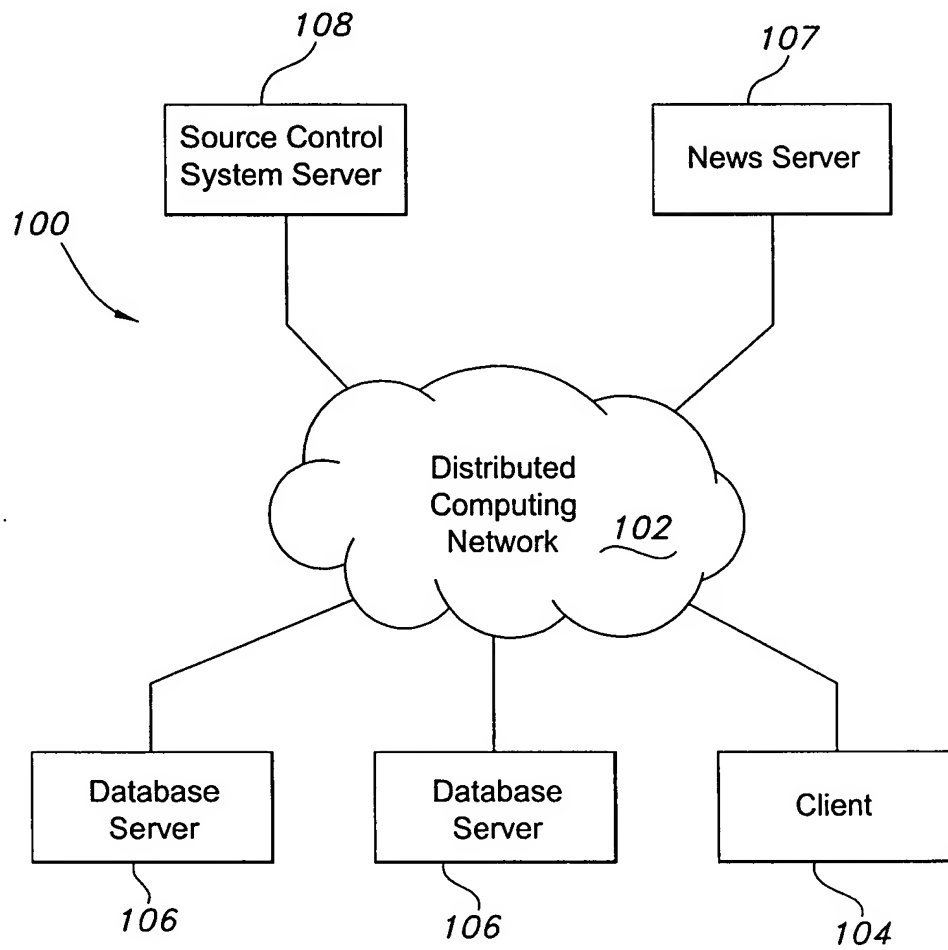 108
107
Source Control
System Server
News Server
100
Distributed
Computing
Network
102
Database
Server
Database
Server
Client
106
106
104